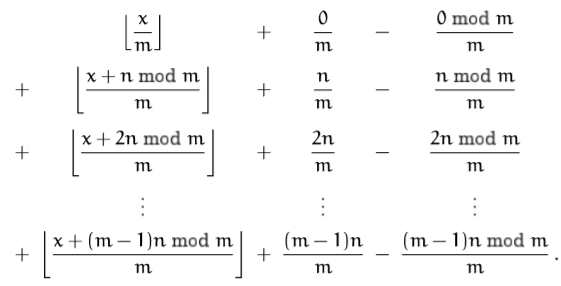 ⌊x/m⌋ + 0/m − (0 mod m)/m
+ ⌊(x + n mod m)/m⌋ + n/m − (n mod m)/m
+ ⌊(x + 2n mod m)/m⌋ + 2n/m − (2n mod m)/m
⋮ ⋮ ⋮
+ ⌊(x + (m − 1)n mod m)/m⌋ + (m − 1)n/m − ((m − 1)n mod m)/m .